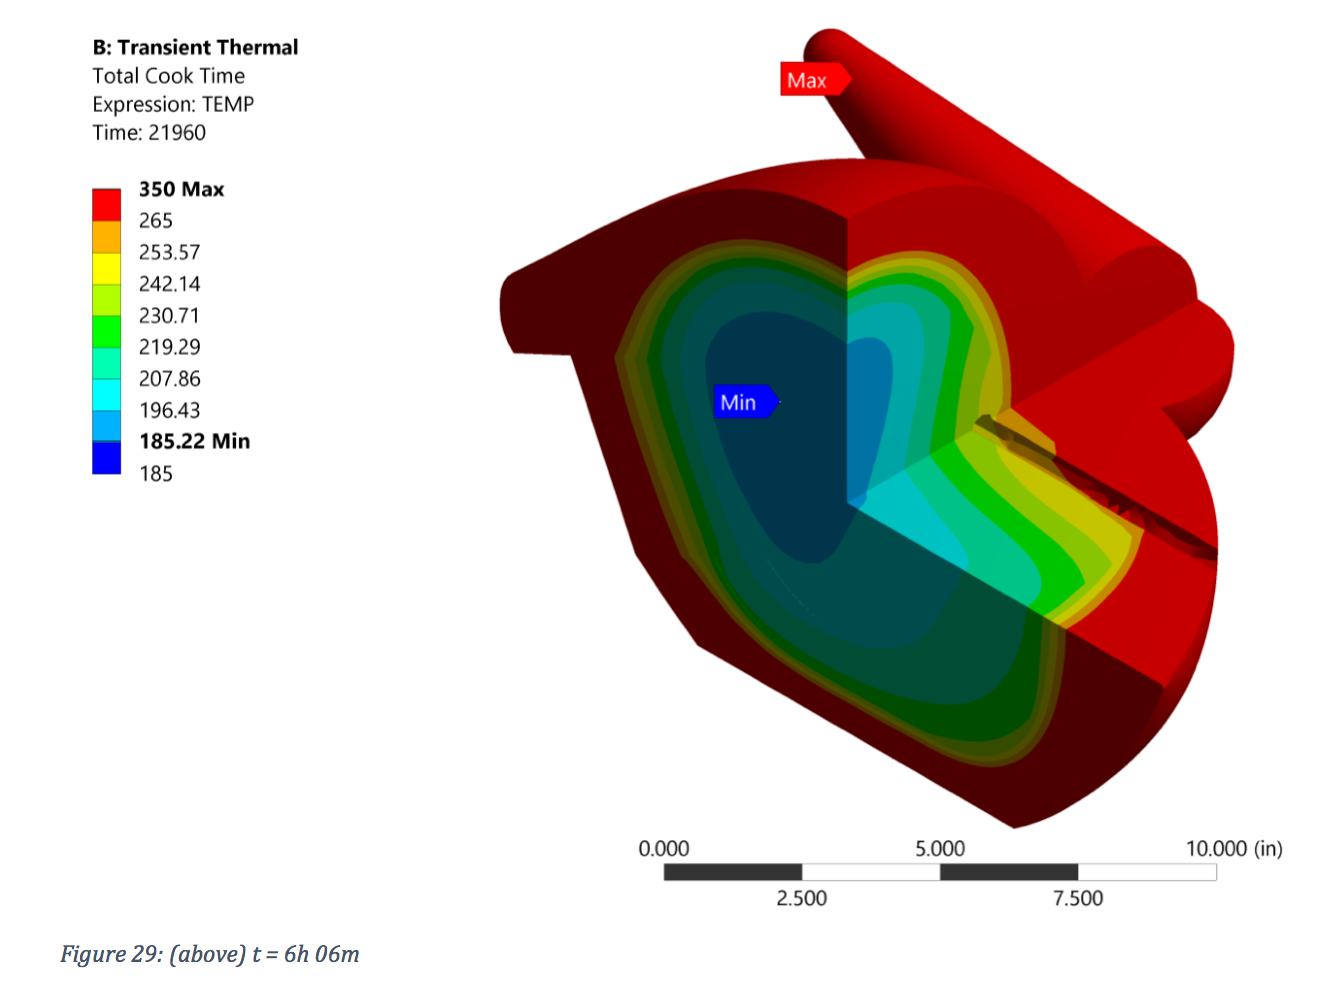 B: Transient Thermal
Total Cook Time
Expression: TEMP
Time: 21960
350 Max
265
253.57
242.14
230.71
219.29
207.86
196.43
185.22 Min
185
Max
Min
0.000 5.000 10.000 (in)
2.500 7.500
Figure 29: (above) t = 6h 06m